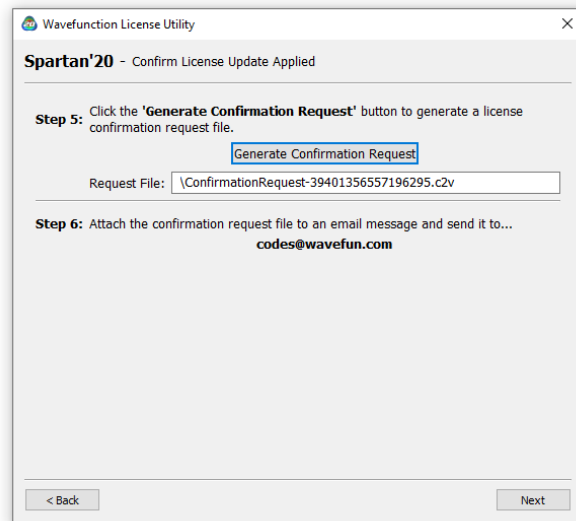 Wavefunction License Utility
Spartan'20 - Confirm License Update Applied
Step 5: Click the 'Generate Confirmation Request' button to generate a license
confirmation request file.
Generate Confirmation Request
Request File: \ConfirmationRequest-39401356557196295.c2v
Step 6: Attach the confirmation request file to an email message and send it to...
codes@wavefun.com
< Back
Next